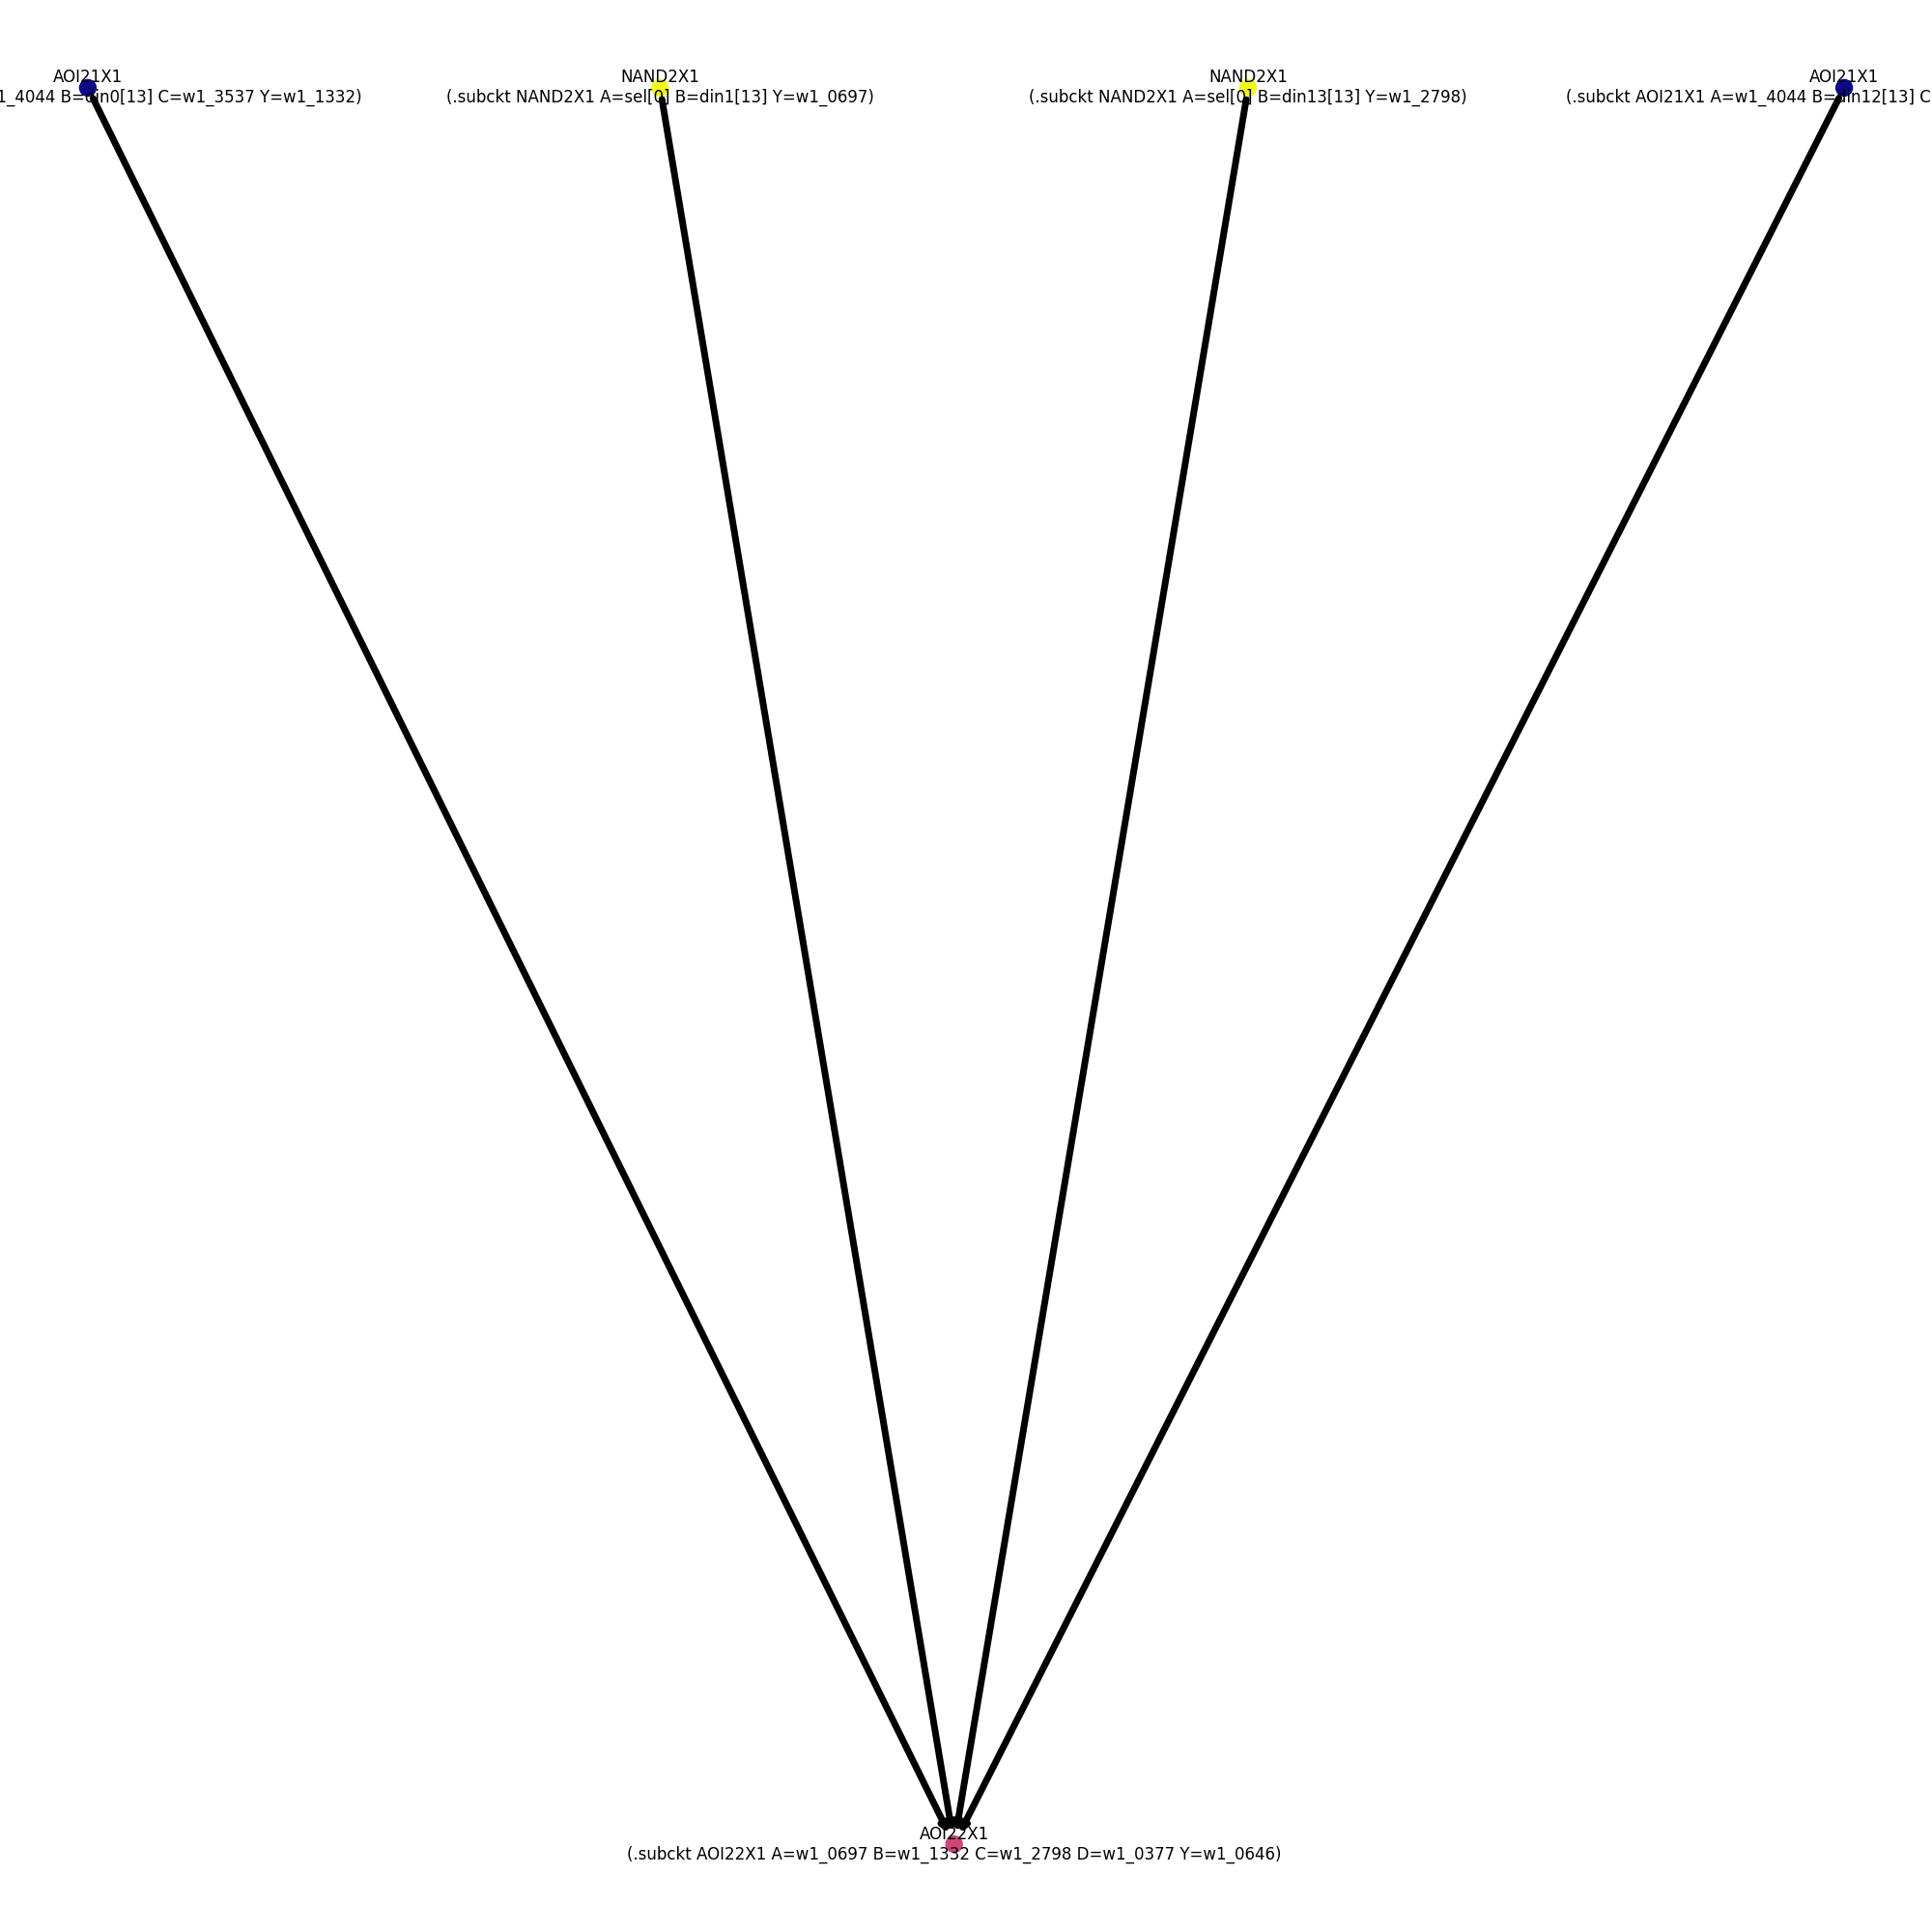 AOI21X1
1_4044 B=din0[13] C=w1_3537 Y=w1_1332)
NAND2X1
(.subckt NAND2X1 A=sel[0] B=din1[13] Y=w1_0697)
NAND2X1
(.subckt NAND2X1 A=sel[0] B=din13[13] Y=w1_2798)
AOI21X1
(.subckt AOI21X1 A=w1_4044 B=din12[13] C
AOI22X1
(.subckt AOI22X1 A=w1_0697 B=w1_1332 C=w1_2798 D=w1_0377 Y=w1_0646)